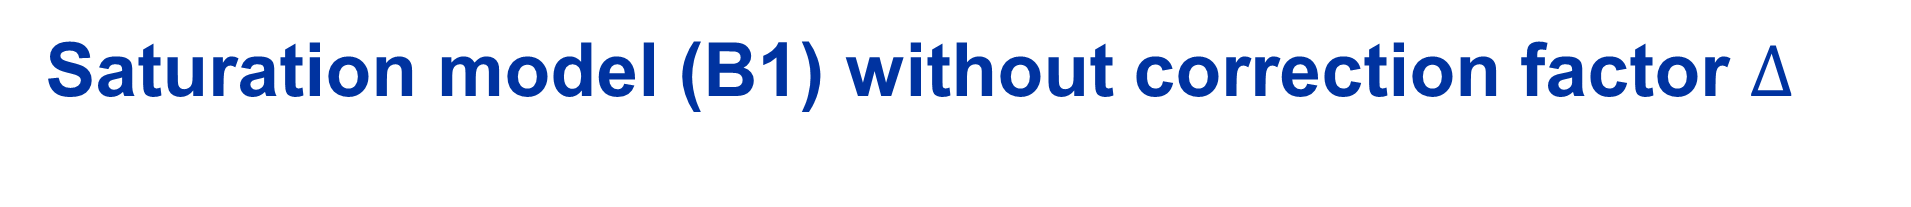 Saturation model (B1) without correction factor Δ